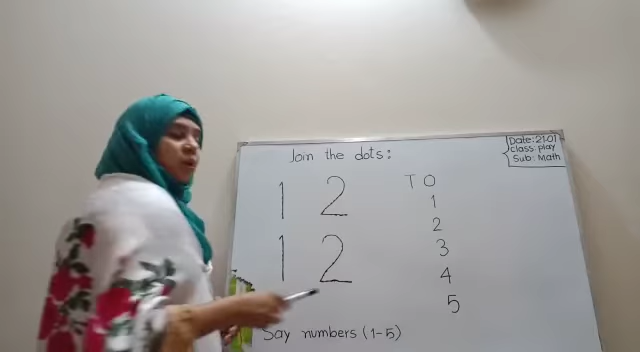 Date:21.01
Class: play
Sub: Math
Join the dots:
1 2
1 2
T O
1
2
3
4
5
Say numbers (1-5)